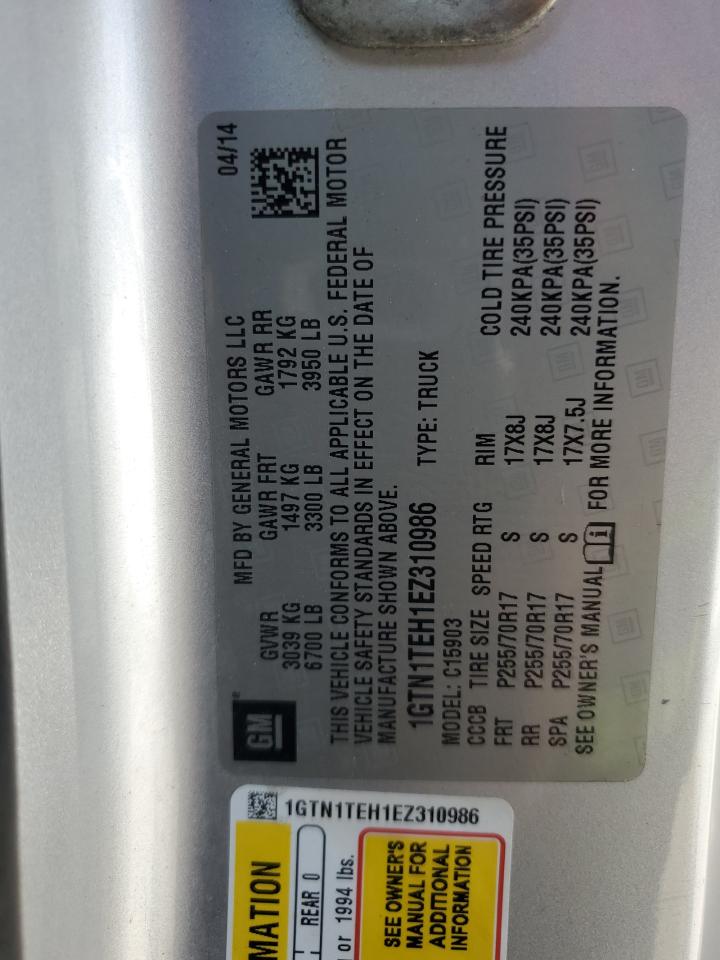 GM®
MFD BY GENERAL MOTORS LLC 04/14
GVWR GAWR FRT GAWR RR
3039 KG 1497 KG 1792 KG
6700 LB 3300 LB 3950 LB
THIS VEHICLE CONFORMS TO ALL APPLICABLE U.S. FEDERAL MOTOR
VEHICLE SAFETY STANDARDS IN EFFECT ON THE DATE OF
MANUFACTURE SHOWN ABOVE.
1GTN1TEH1EZ310986 TYPE: TRUCK
MODEL: C15903
CCCB TIRE SIZE SPEED RTG RIM COLD TIRE PRESSURE
FRT P255/70R17 S 17X8J 240KPA(35PSI)
RR P255/70R17 S 17X8J 240KPA(35PSI)
SPA P255/70R17 S 17X7.5J 240KPA(35PSI)
SEE OWNER'S MANUAL FOR MORE INFORMATION.
1GTN1TEH1EZ310986
MATION
REAR 0
or 1994 lbs.
SEE OWNER'S
MANUAL FOR
ADDITIONAL
INFORMATION